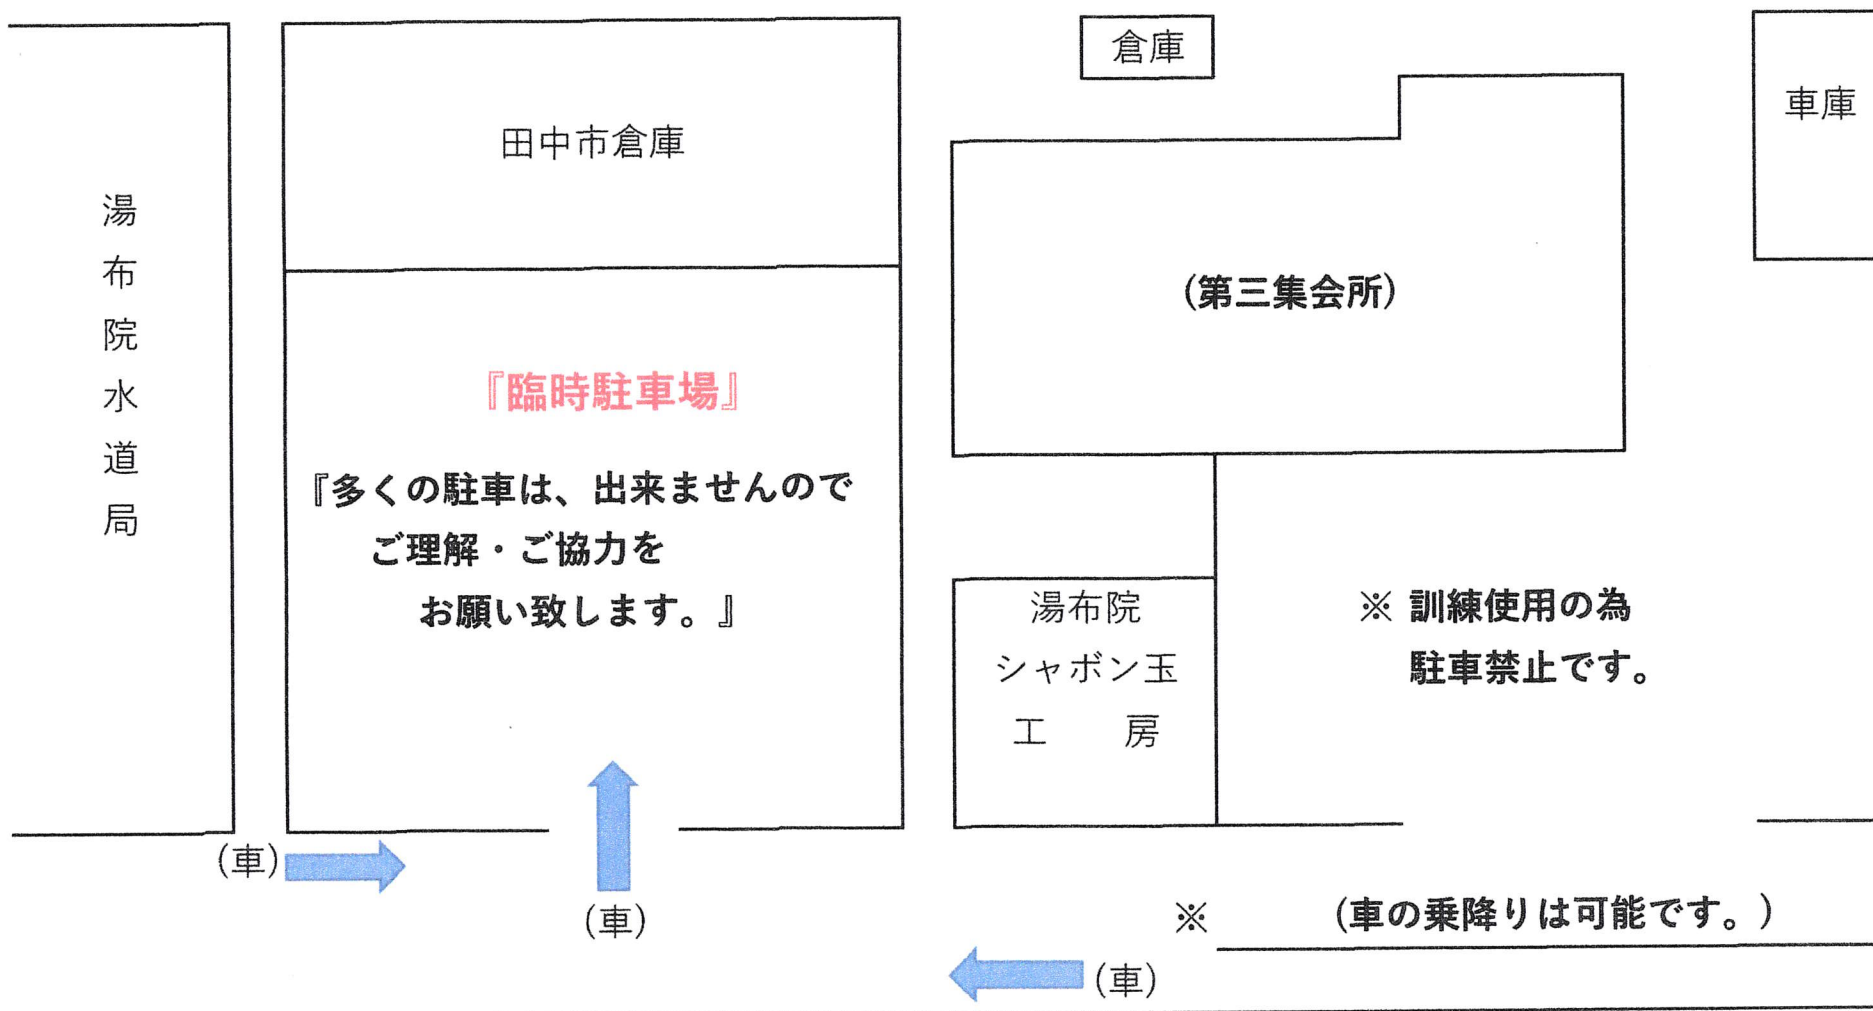 湯布院水道局
田中市倉庫
『臨時駐車場』
『多くの駐車は、出来ませんので
ご理解・ご協力を
お願い致します。』
倉庫
車庫
(第三集会所)
湯布院
シャボン玉
工　房
※ 訓練使用の為
駐車禁止です。
(車)
(車)
※　　　(車の乗降りは可能です。)
(車)